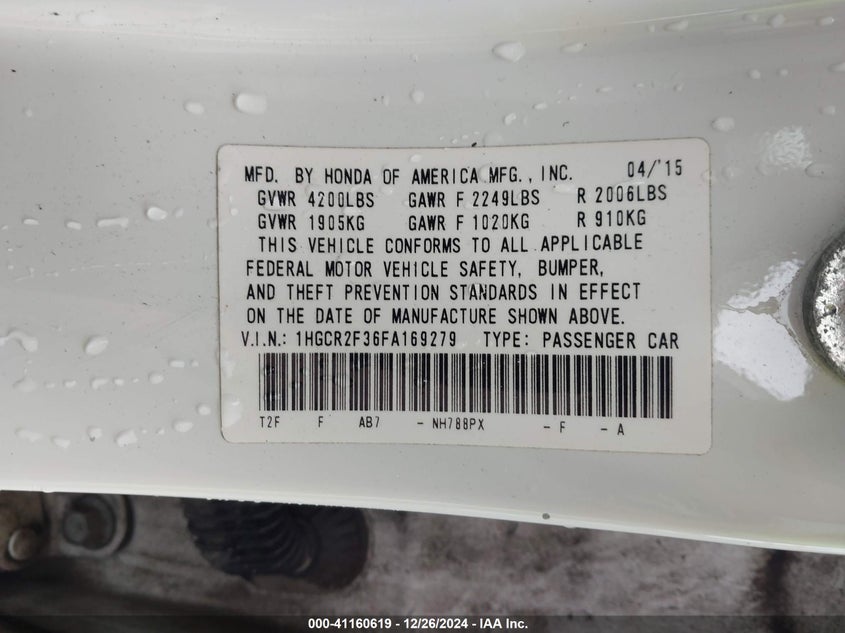 MFD. BY HONDA OF AMERICA MFG., INC. 04/'15
GVWR 4200LBS GAWR F 2249LBS R 2006LBS
GVWR 1905KG GAWR F 1020KG R 910KG
THIS VEHICLE CONFORMS TO ALL APPLICABLE
FEDERAL MOTOR VEHICLE SAFETY, BUMPER,
AND THEFT PREVENTION STANDARDS IN EFFECT
ON THE DATE OF MANUFACTURE SHOWN ABOVE.
V.I.N.: 1HGCR2F36FA169279 TYPE: PASSENGER CAR
T2F F AB7 - NH788PX - F - A
000-41160619 - 12/26/2024 - IAA Inc.